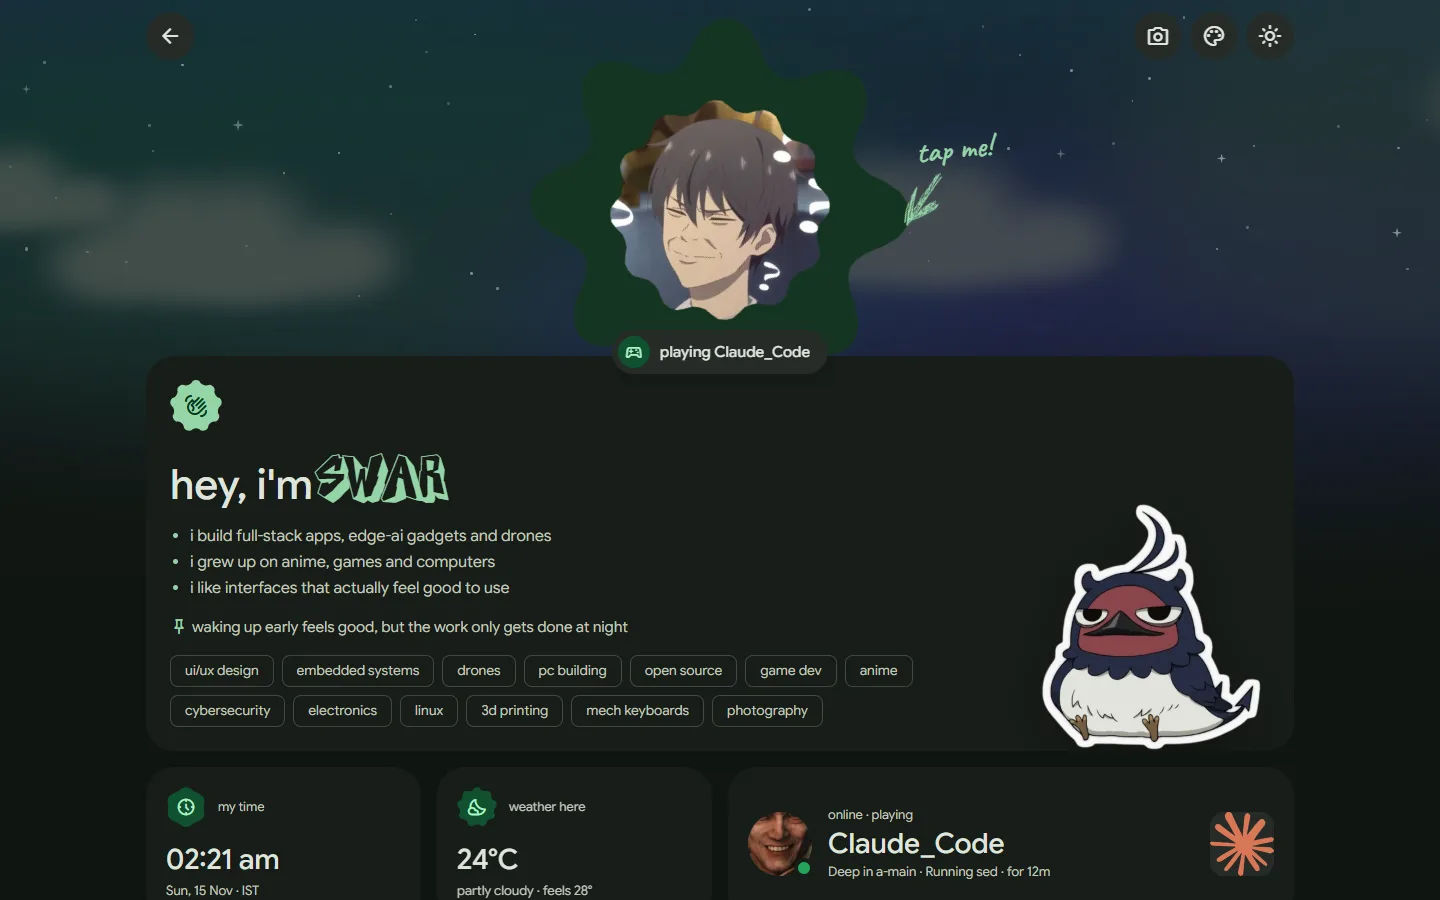 tap me!
playing Claude_Code
hey, i'm SWAR
i build full-stack apps, edge-ai gadgets and drones
i grew up on anime, games and computers
i like interfaces that actually feel good to use
waking up early feels good, but the work only gets done at night
ui/ux design
embedded systems
drones
pc building
open source
game dev
anime
cybersecurity
electronics
linux
3d printing
mech keyboards
photography
my time
02:21 am
Sun, 15 Nov · IST
weather here
24°C
partly cloudy · feels 28°
online · playing
Claude_Code
Deep in a-main · Running sed · for 12m